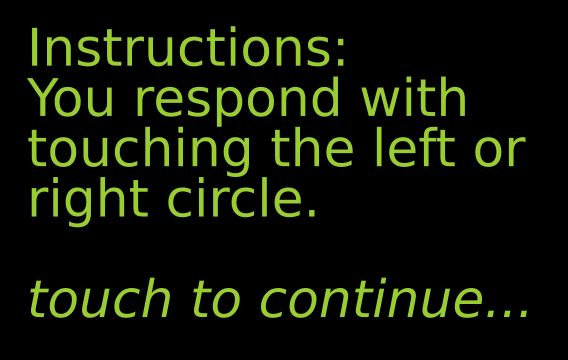 Instructions:
You respond with
touching the left or
right circle.
touch to continue...